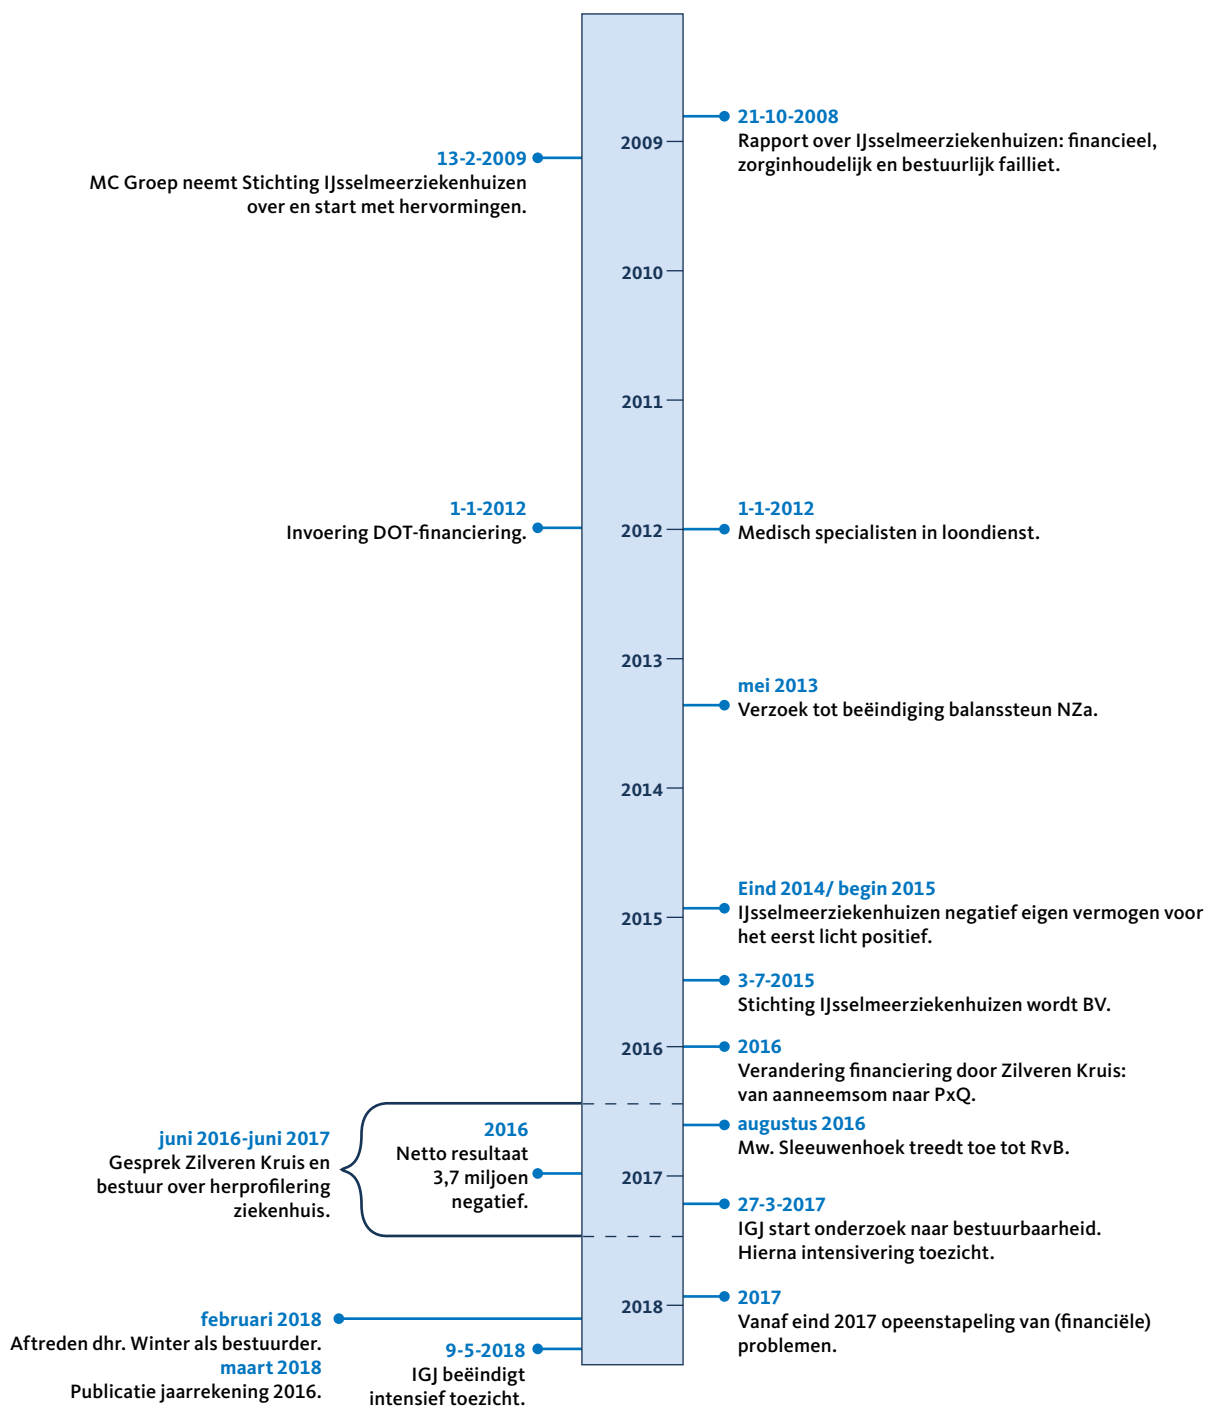 21-10-2008
Rapport over IJsselmeerziekenhuizen: financieel,
zorginhoudelijk en bestuurlijk failliet.
2009
13-2-2009
MC Groep neemt Stichting IJsselmeerziekenhuizen
over en start met hervormingen.
2010
2011
1-1-2012
Invoering DOT-financiering.
2012
1-1-2012
Medisch specialisten in loondienst.
2013
mei 2013
Verzoek tot beëindiging balanssteun NZa.
2014
Eind 2014/ begin 2015
IJsselmeerziekenhuizen negatief eigen vermogen voor
het eerst licht positief.
2015
3-7-2015
Stichting IJsselmeerziekenhuizen wordt BV.
2016
2016
Verandering financiering door Zilveren Kruis:
van aanneemsom naar PxQ.
augustus 2016
Mw. Sleeuwenhoek treedt toe tot RvB.
juni 2016-juni 2017
Gesprek Zilveren Kruis en
bestuur over herprofilering
ziekenhuis.
2016
Netto resultaat
3,7 miljoen
negatief.
2017
27-3-2017
IGJ start onderzoek naar bestuurbaarheid.
Hierna intensivering toezicht.
2018
2017
Vanaf eind 2017 opeenstapeling van (financiële)
problemen.
februari 2018
Aftreden dhr. Winter als bestuurder.
maart 2018
Publicatie jaarrekening 2016.
9-5-2018
IGJ beëindigt
intensief toezicht.